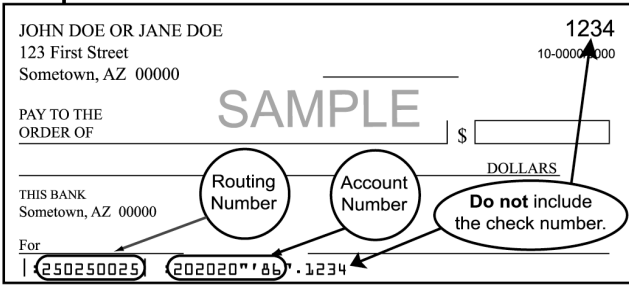 JOHN DOE OR JANE DOE
1234
123 First Street
10-0000/0000
Sometown, AZ 00000
SAMPLE
PAY TO THE
ORDER OF
$
DOLLARS
THIS BANK
Sometown, AZ 00000
Routing
Number
Account
Number
Do not include
the check number.
For
|:250250025| :202020"'86".1234